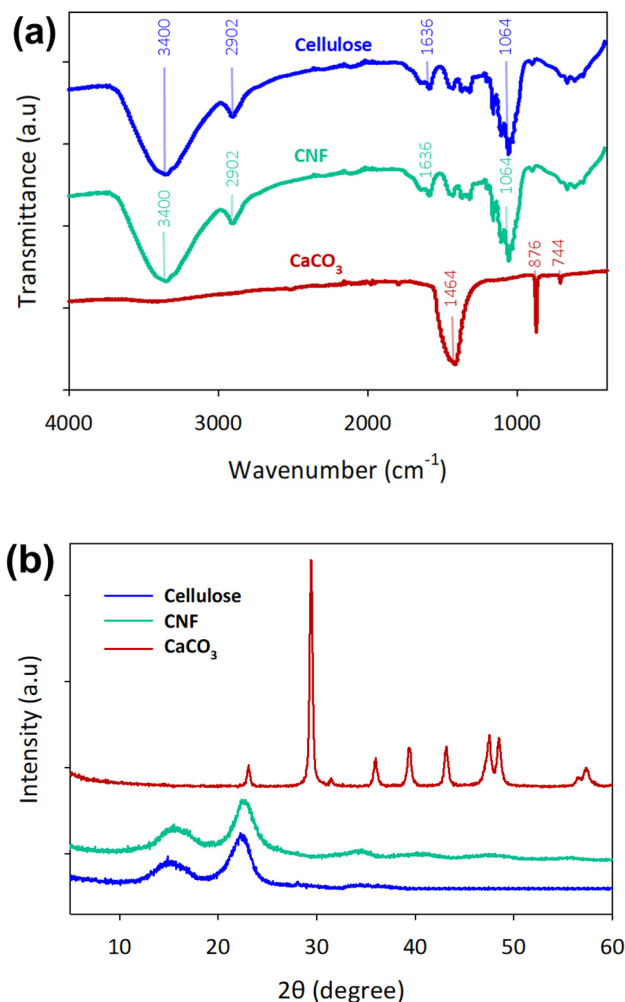 (a)
3400
2902
Cellulose
1636
1064
CNF
3400
2902
1636
1064
CaCO₃
1464
876
744
Transmittance (a.u)
4000
3000
2000
1000
Wavenumber (cm⁻¹)
(b)
Cellulose
CNF
CaCO₃
Intensity (a.u)
10
20
30
40
50
60
2θ (degree)